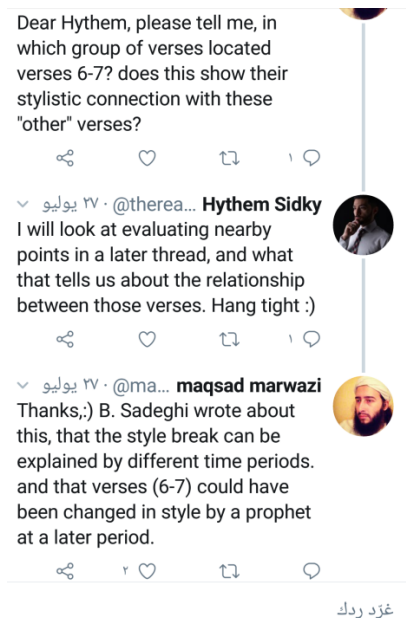 Dear Hythem, please tell me, in
which group of verses located
verses 6-7? does this show their
stylistic connection with these
"other" verses?
١
Hythem Sidky @therea... · ٢٧ يوليو
I will look at evaluating nearby
points in a later thread, and what
that tells us about the relationship
between those verses. Hang tight :)
١
maqsad marwazi @ma... · ٢٧ يوليو
Thanks,:) B. Sadeghi wrote about
this, that the style break can be
explained by different time periods.
and that verses (6-7) could have
been changed in style by a prophet
at a later period.
٢
غرّد ردك